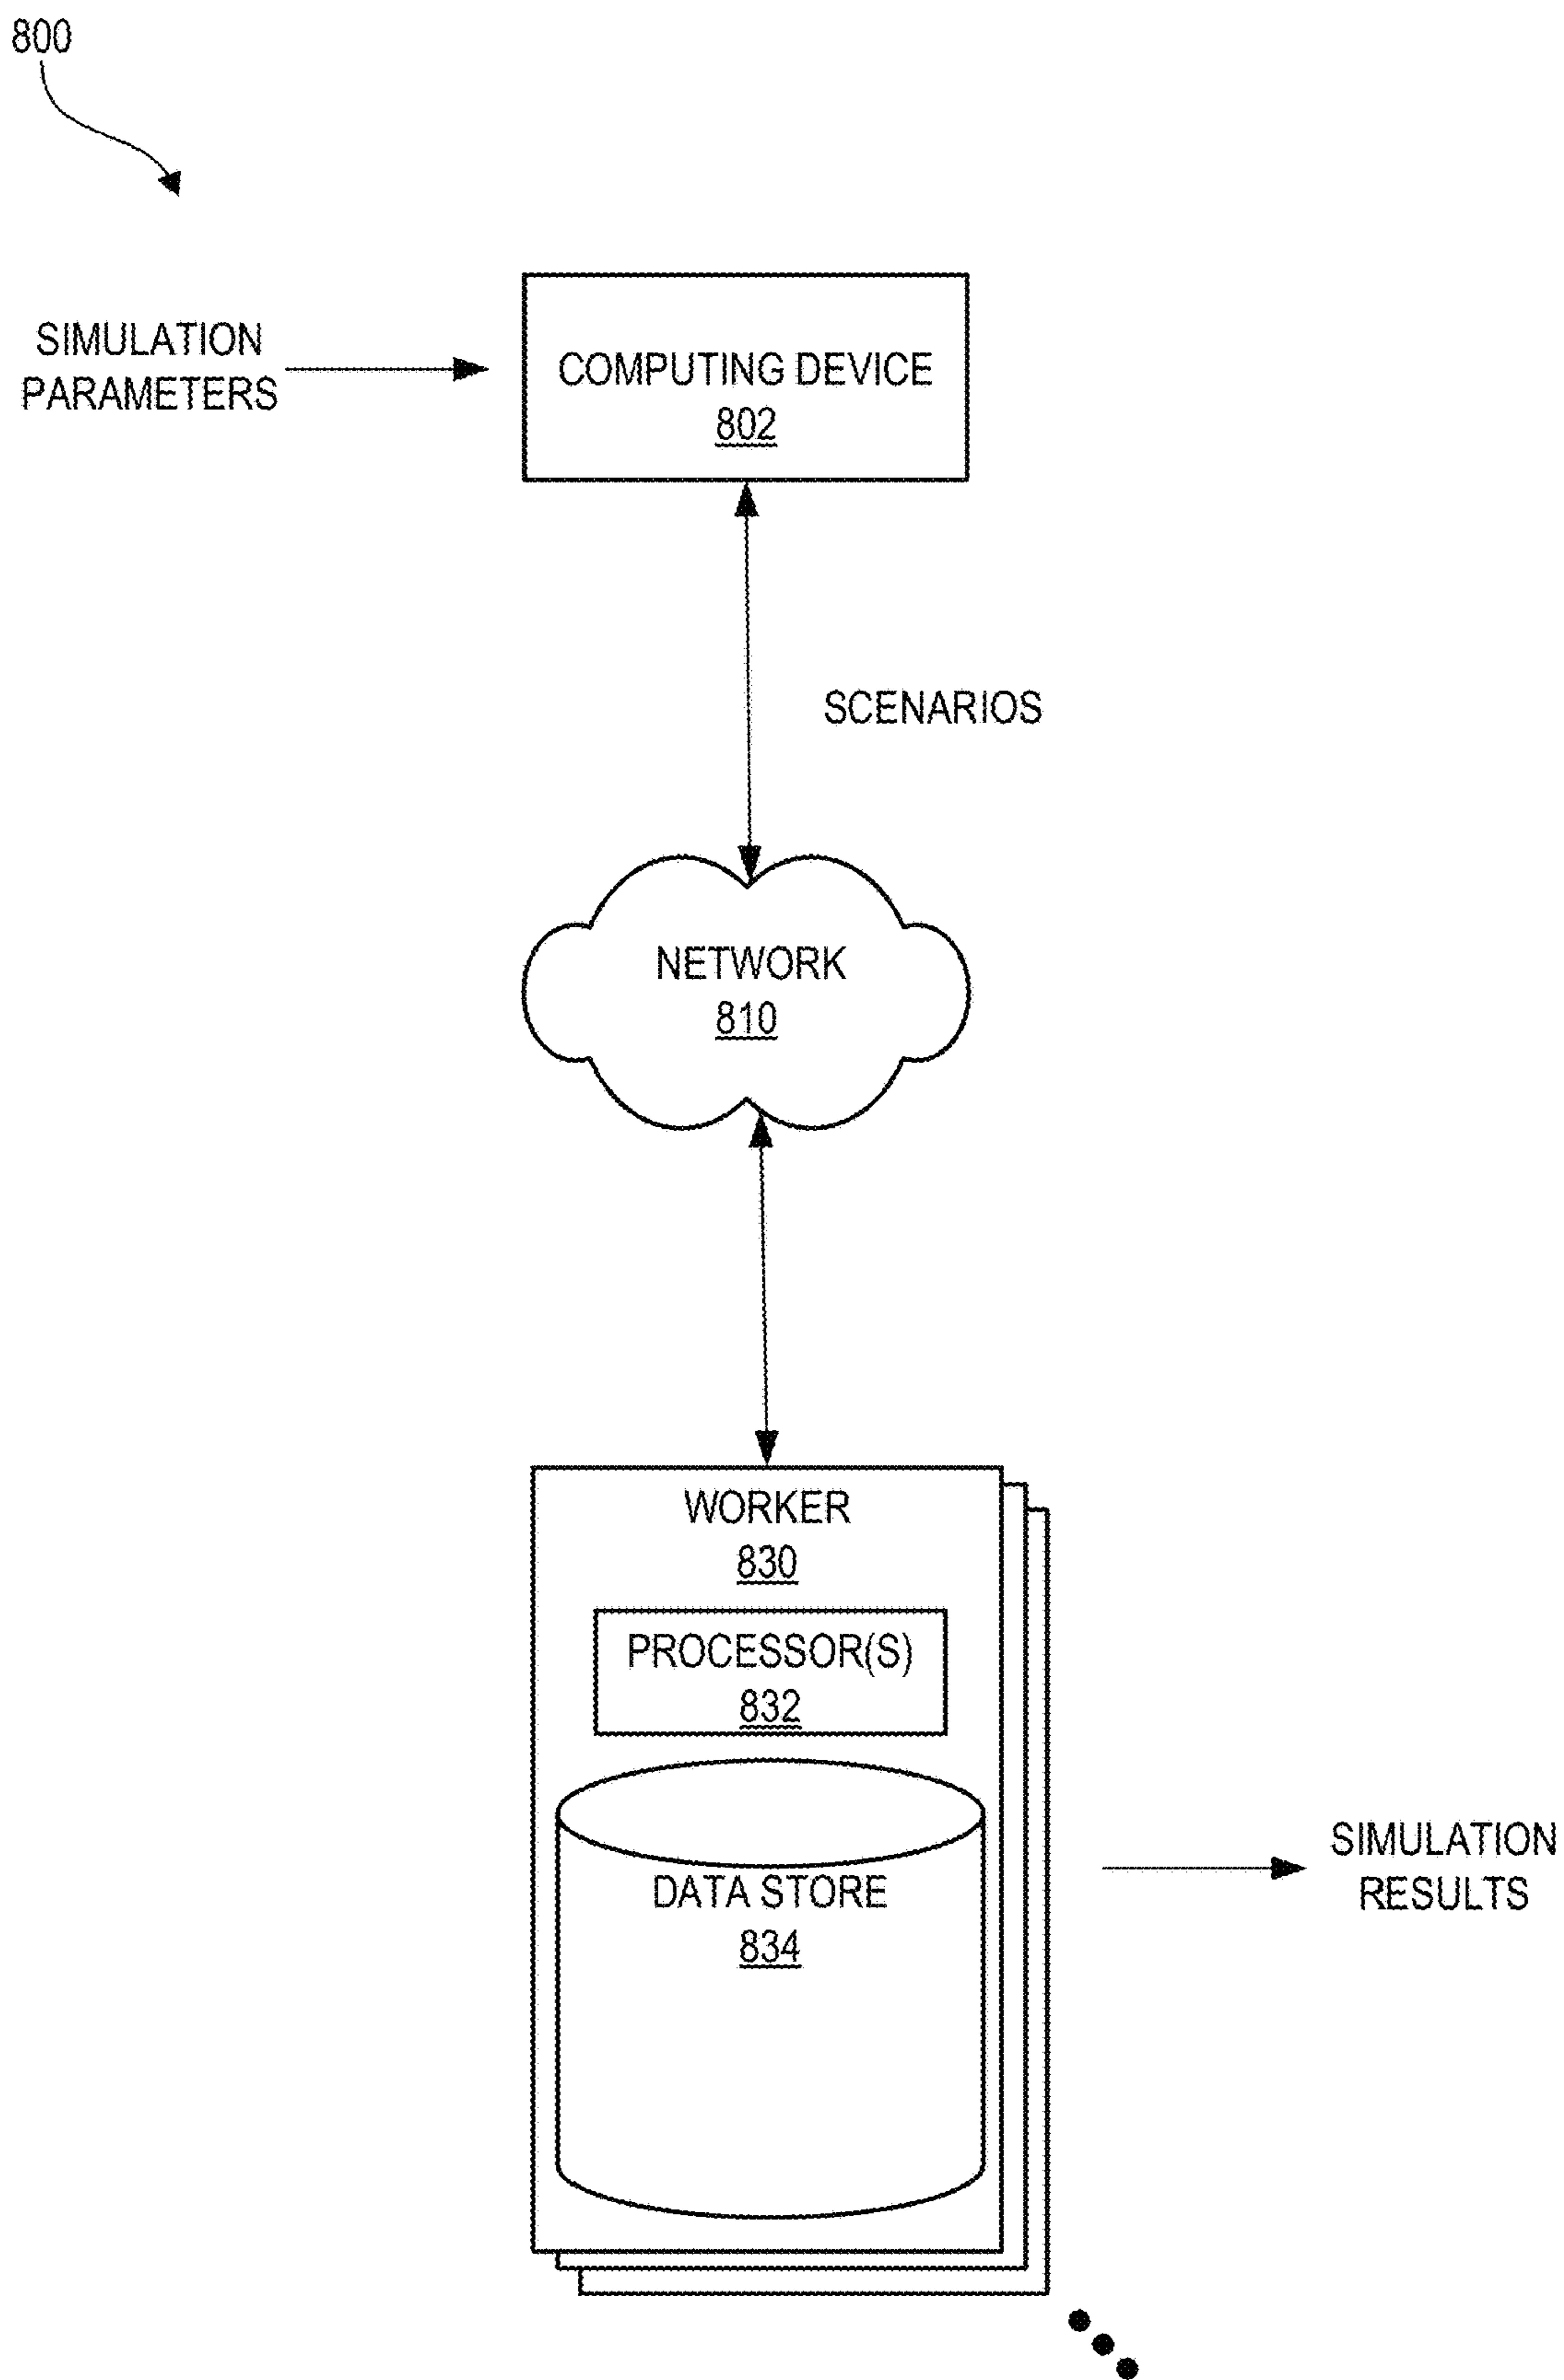 800
SIMULATION
PARAMETERS
COMPUTING DEVICE
802
SCENARIOS
NETWORK
810
WORKER
830
PROCESSOR(S)
832
DATA STORE
834
SIMULATION
RESULTS